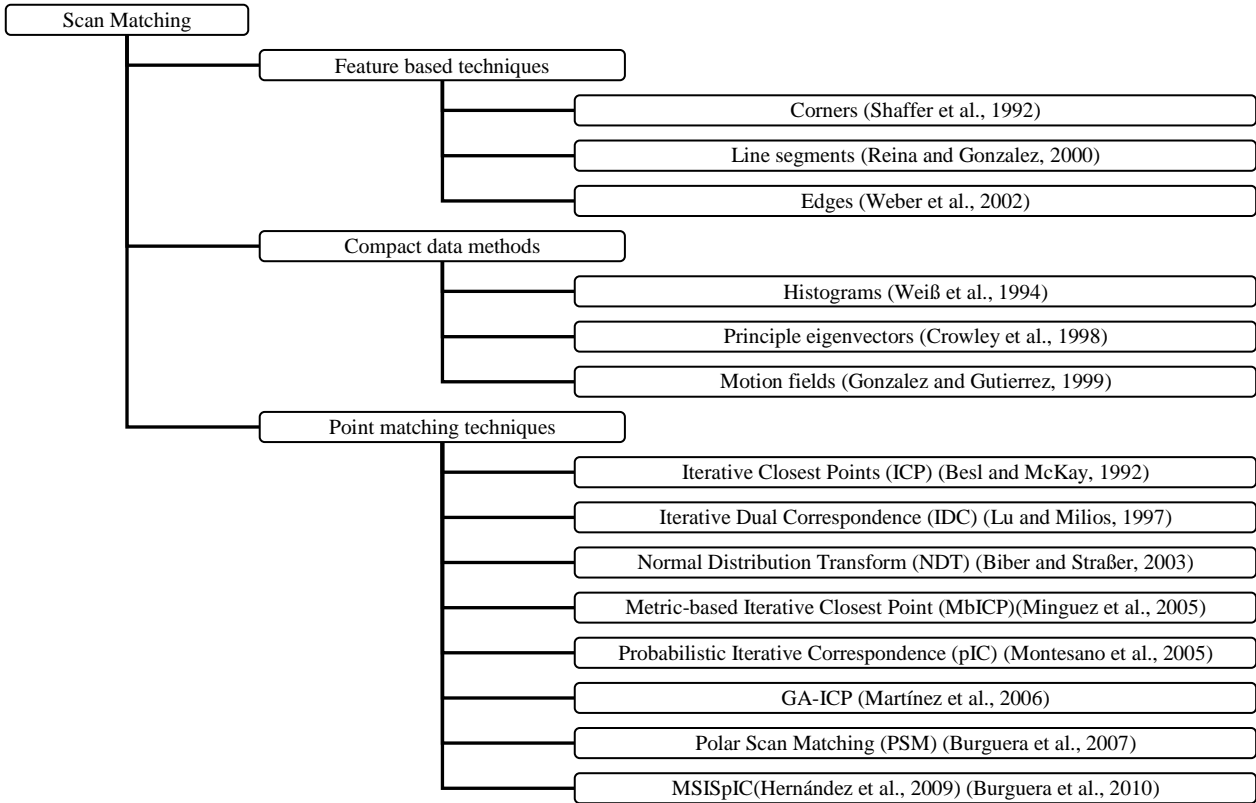 Scan Matching
Feature based techniques
Corners (Shaffer et al., 1992)
Line segments (Reina and Gonzalez, 2000)
Edges (Weber et al., 2002)
Compact data methods
Histograms (Weiß et al., 1994)
Principle eigenvectors (Crowley et al., 1998)
Motion fields (Gonzalez and Gutierrez, 1999)
Point matching techniques
Iterative Closest Points (ICP) (Besl and McKay, 1992)
Iterative Dual Correspondence (IDC) (Lu and Milios, 1997)
Normal Distribution Transform (NDT) (Biber and Straßer, 2003)
Metric-based Iterative Closest Point (MbICP)(Minguez et al., 2005)
Probabilistic Iterative Correspondence (pIC) (Montesano et al., 2005)
GA-ICP (Martínez et al., 2006)
Polar Scan Matching (PSM) (Burguera et al., 2007)
MSISpIC(Hernández et al., 2009) (Burguera et al., 2010)